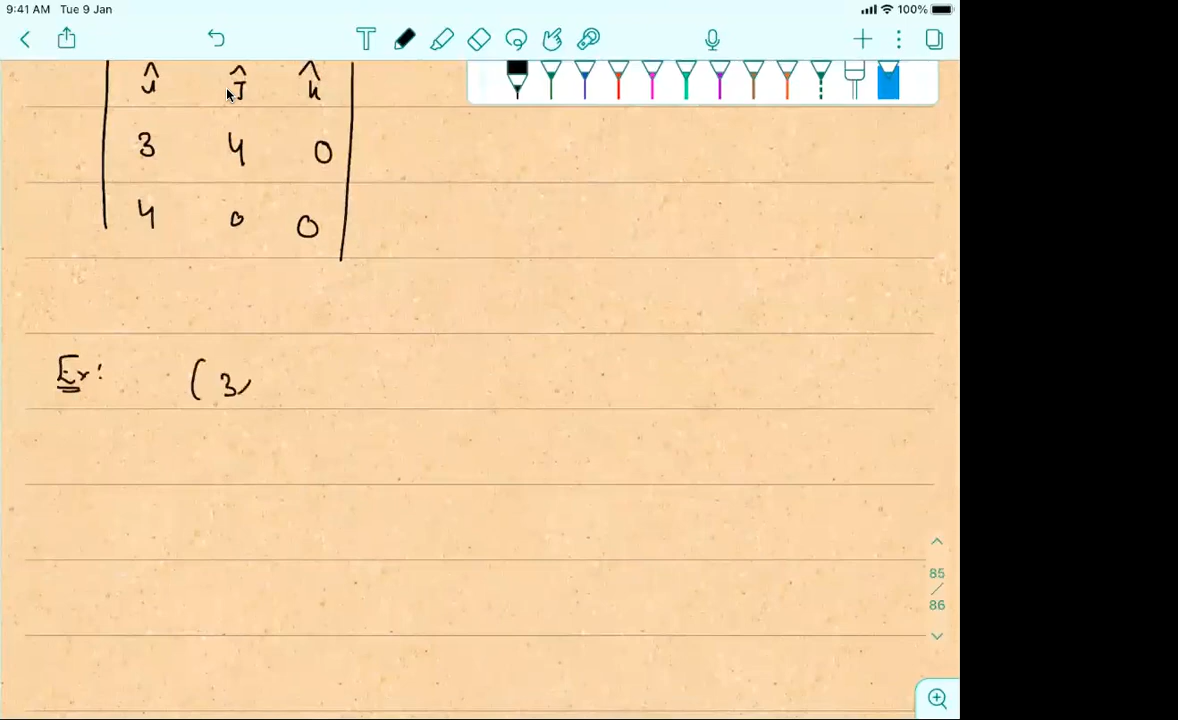 9:41 AM Tue 9 Jan 100%
î ĵ k̂
3 4 0
4 0 0
Ex: (3,
85
/
86